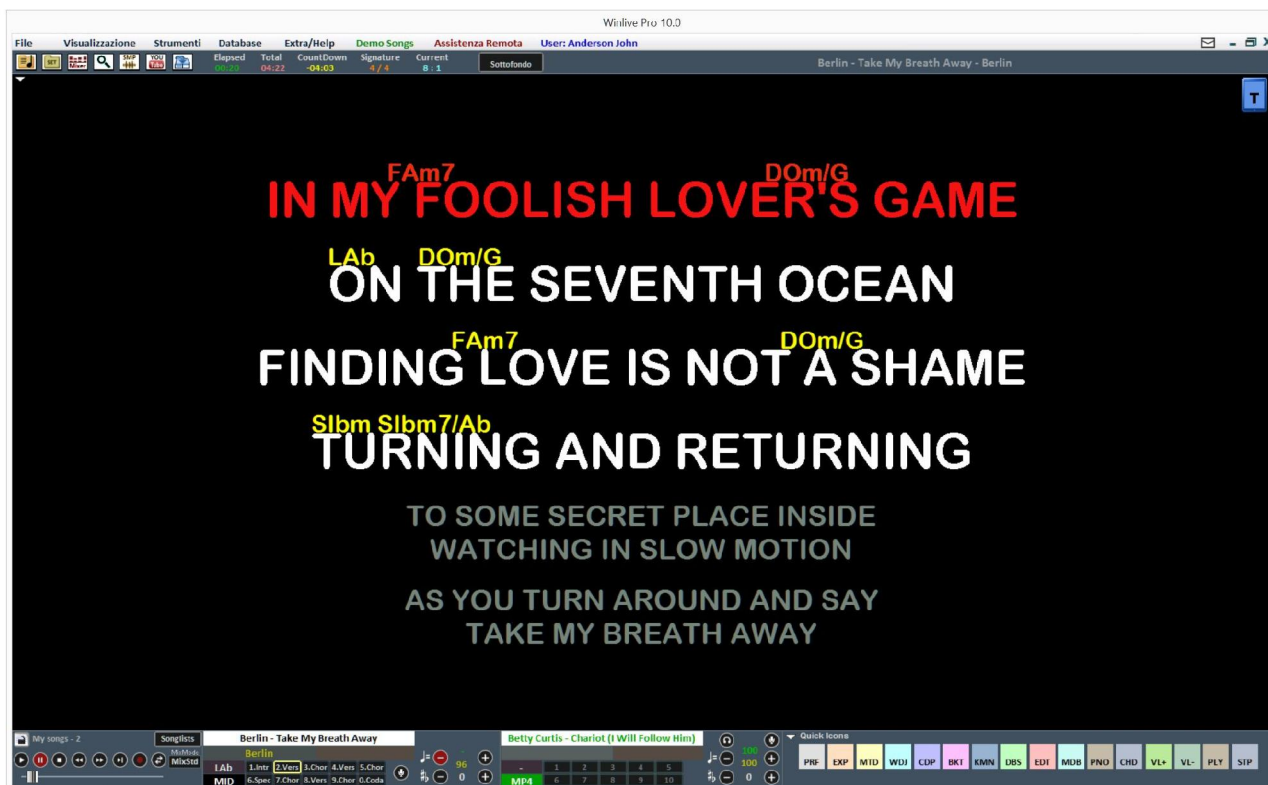 Winlive Pro 10.0
File Visualizzazione Strumenti Database Extra/Help Demo Songs Assistenza Remota User: Anderson John
SET SMP YOU Tube
Elapsed Total CountDown Signature Current
00:20 04:22 -04:03 4/4 8:1
Sottofondo
Berlin - Take My Breath Away - Berlin
T
FAm7 DOm/G
IN MY FOOLISH LOVER'S GAME
LAb DOm/G
ON THE SEVENTH OCEAN
FAm7 DOm/G
FINDING LOVE IS NOT A SHAME
SIbm SIbm7/Ab
TURNING AND RETURNING
TO SOME SECRET PLACE INSIDE
WATCHING IN SLOW MOTION
AS YOU TURN AROUND AND SAY
TAKE MY BREATH AWAY
My songs - 2 Songlists
MixStd
Berlin - Take My Breath Away
Berlin
LAb 1.Intr 2.Vers 3.Chor 4.Vers 5.Chor
MID 6.Spec 7.Chor 8.Vers 9.Chor 0.Coda
96
0
Betty Curtis - Chariot (I Will Follow Him)
- 1 2 3 4 5
MP4 6 7 8 9 10
100
100
0
Quick Icons
PRF EXP MTD WDJ CDP BKT KMN DBS EDT MDB PNO CHD VL+ VL- PLY STP